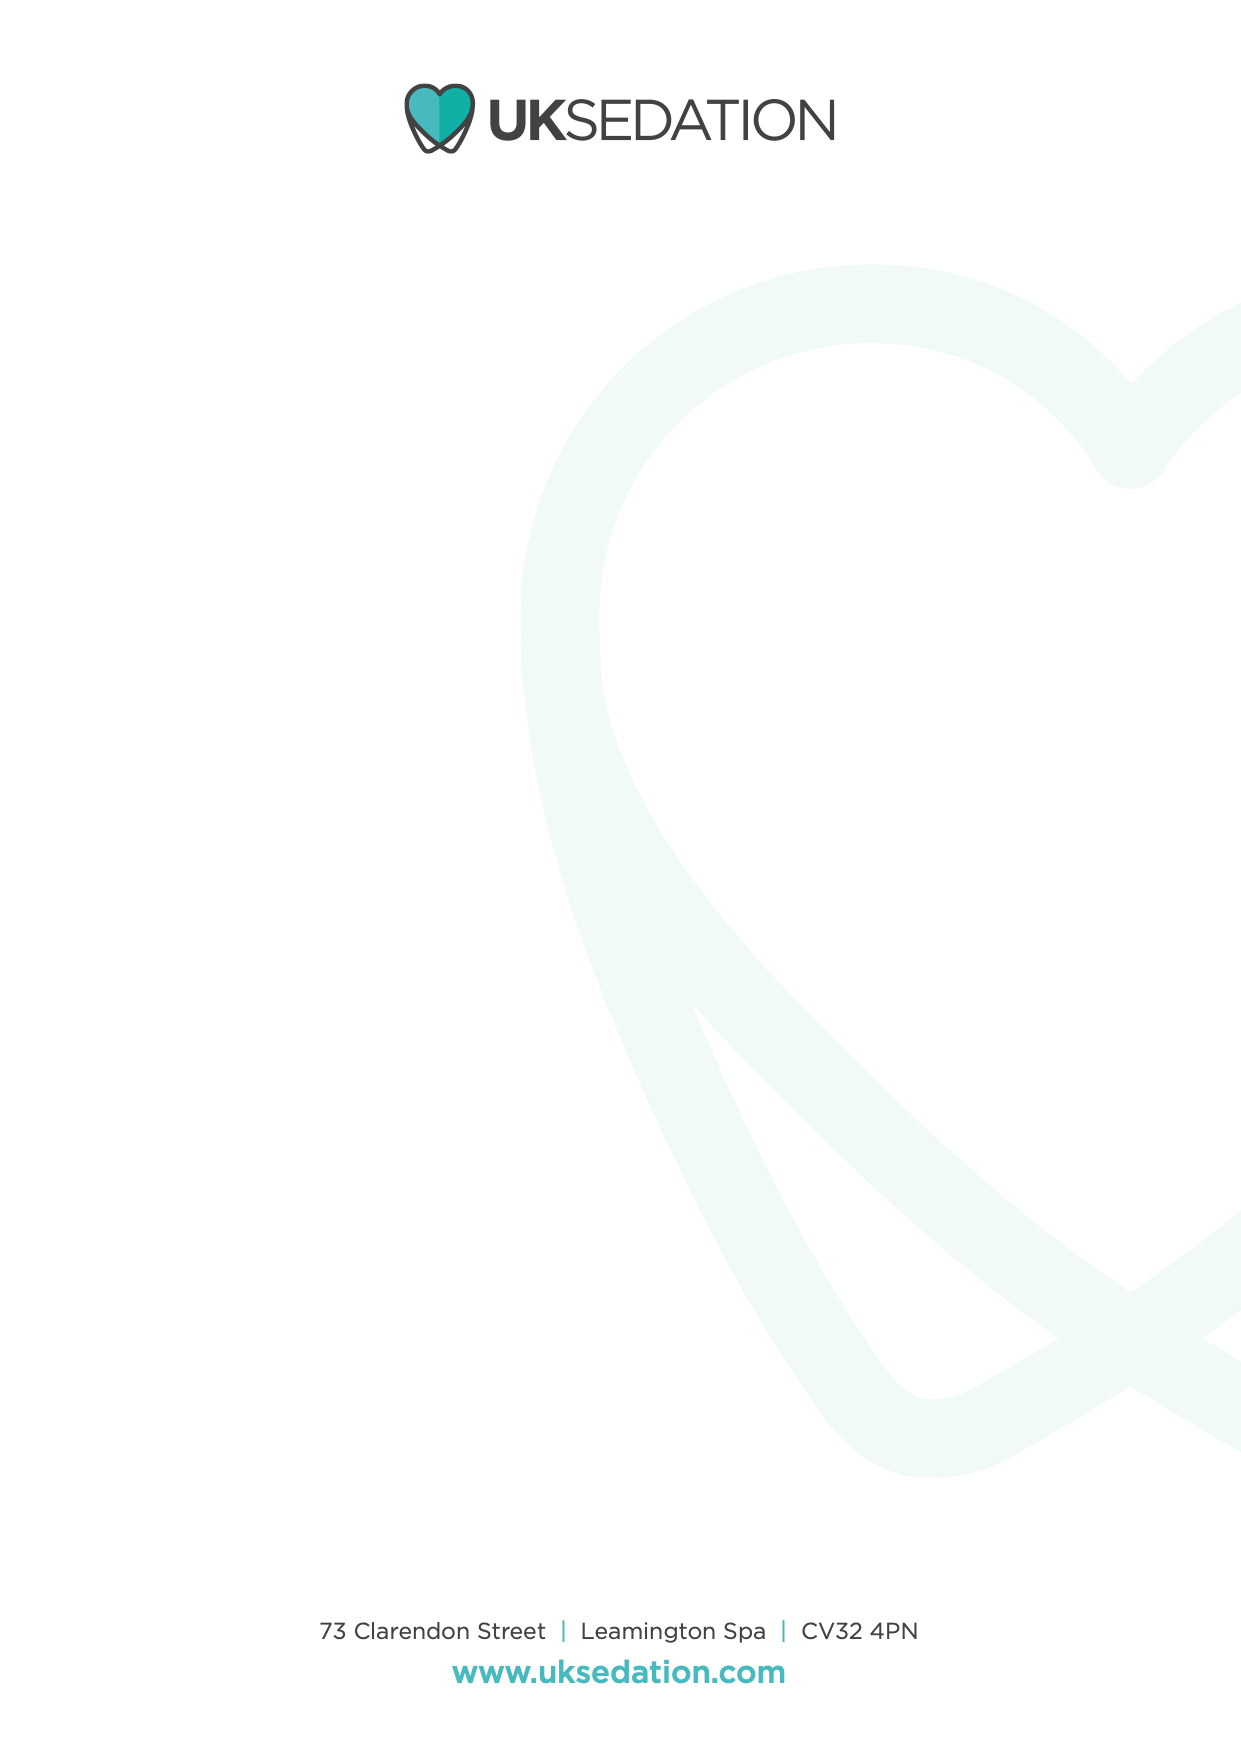 UKSEDATION
73 Clarendon Street | Leamington Spa | CV32 4PN
www.uksedation.com